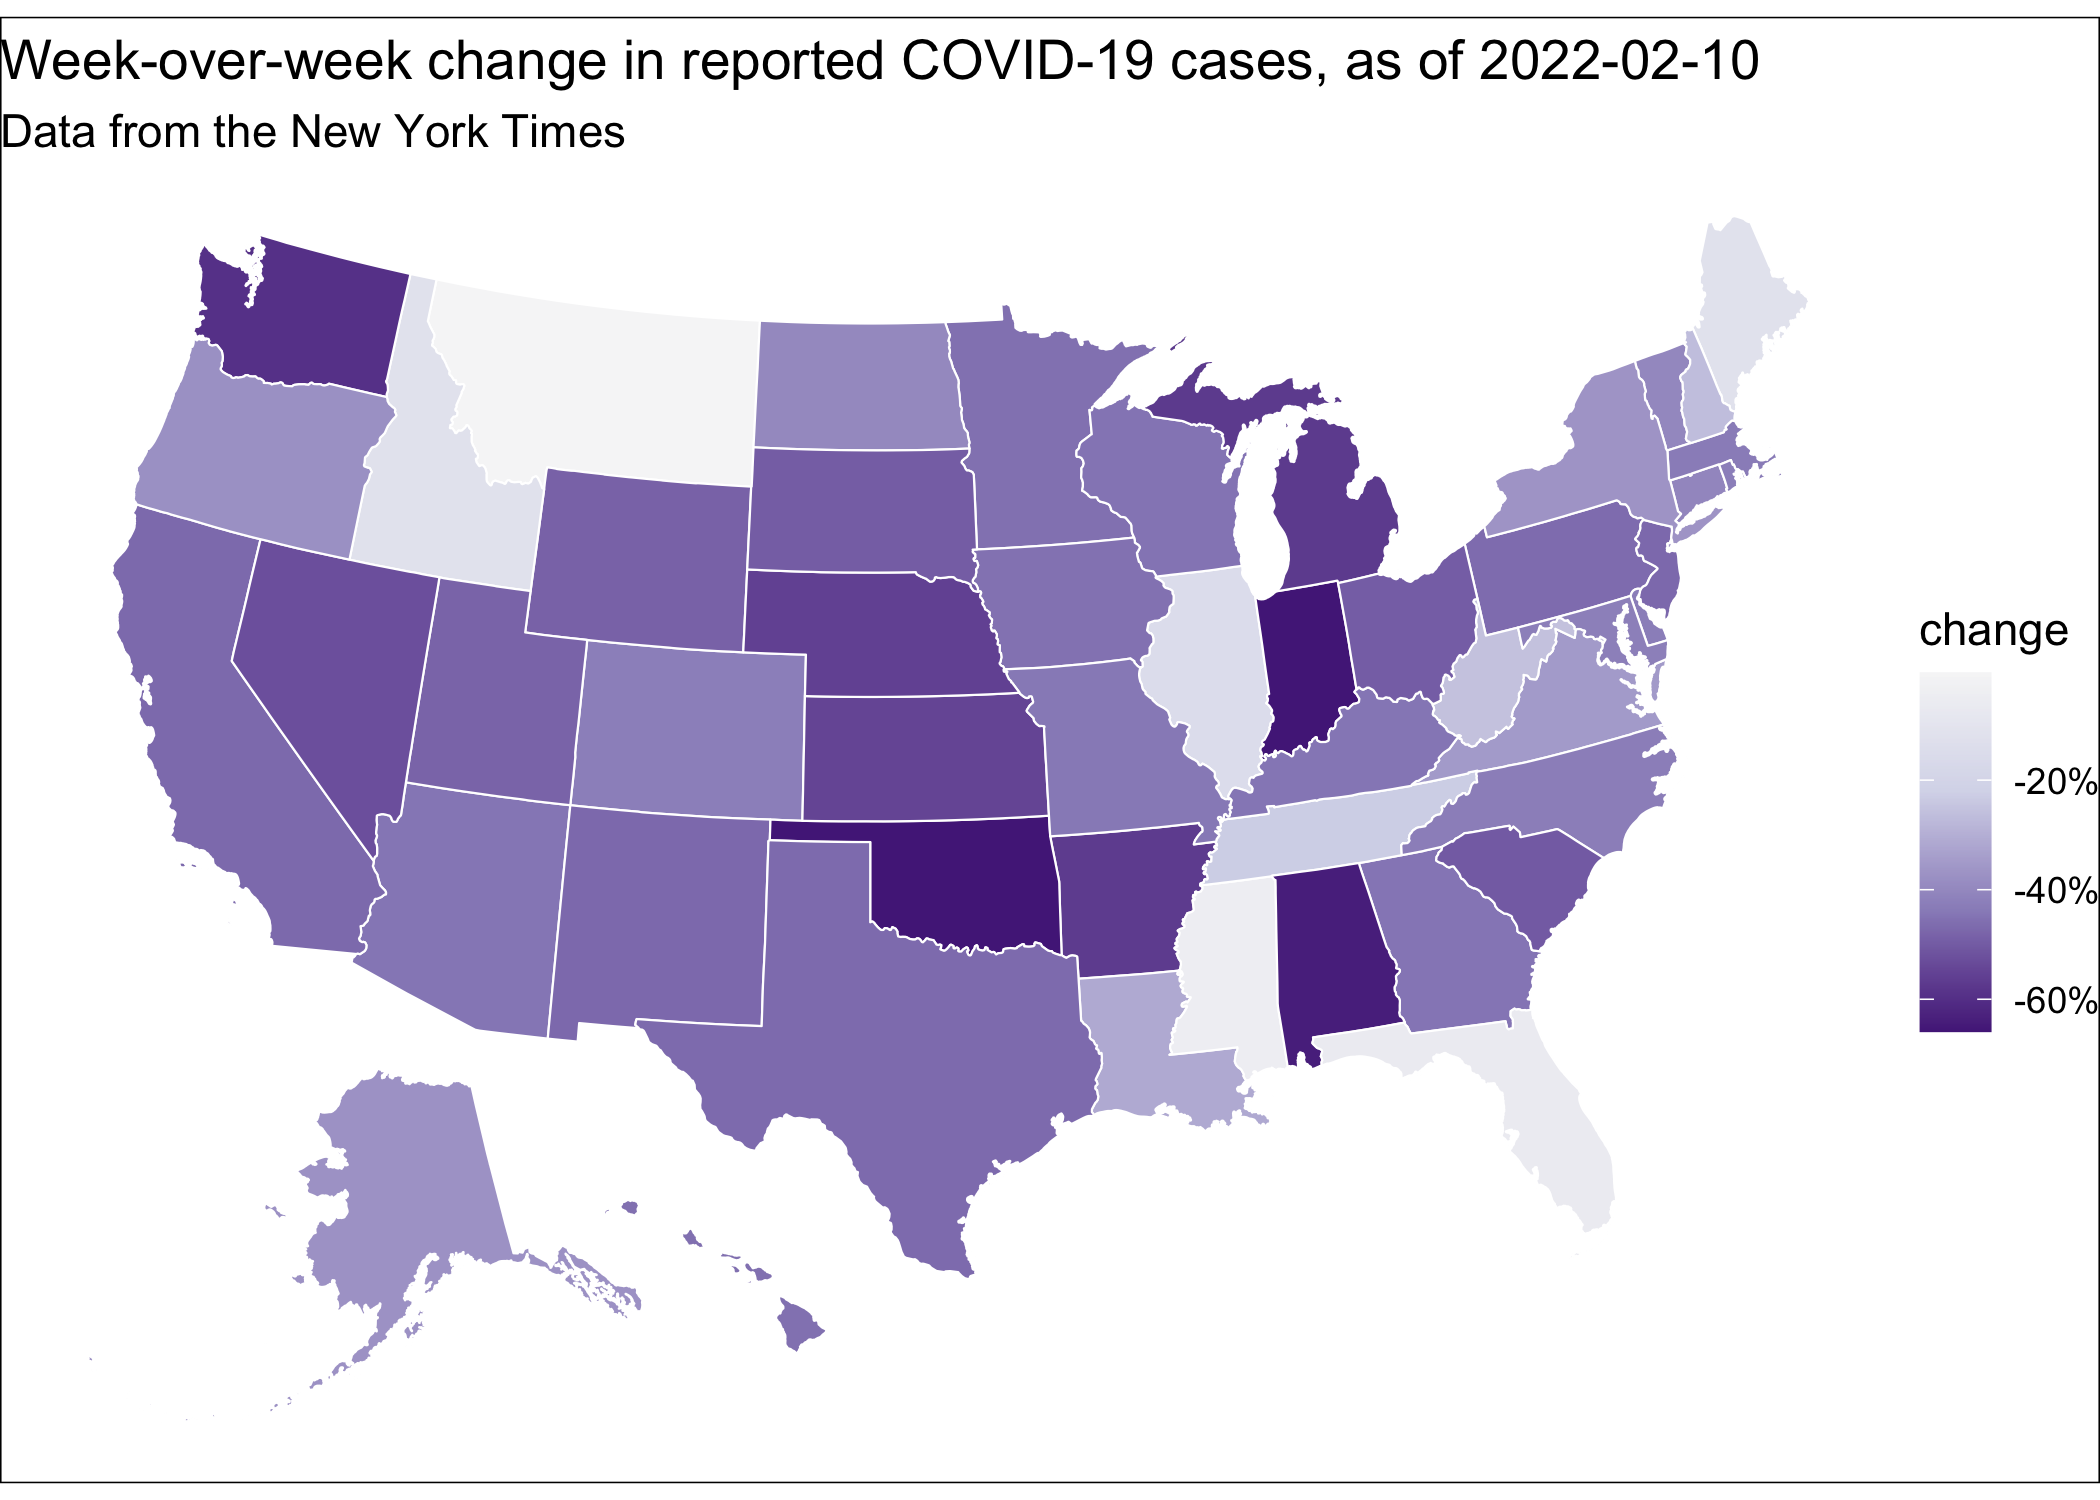 Week-over-week change in reported COVID-19 cases, as of 2022-02-10
Data from the New York Times
change
-20%
-40%
-60%